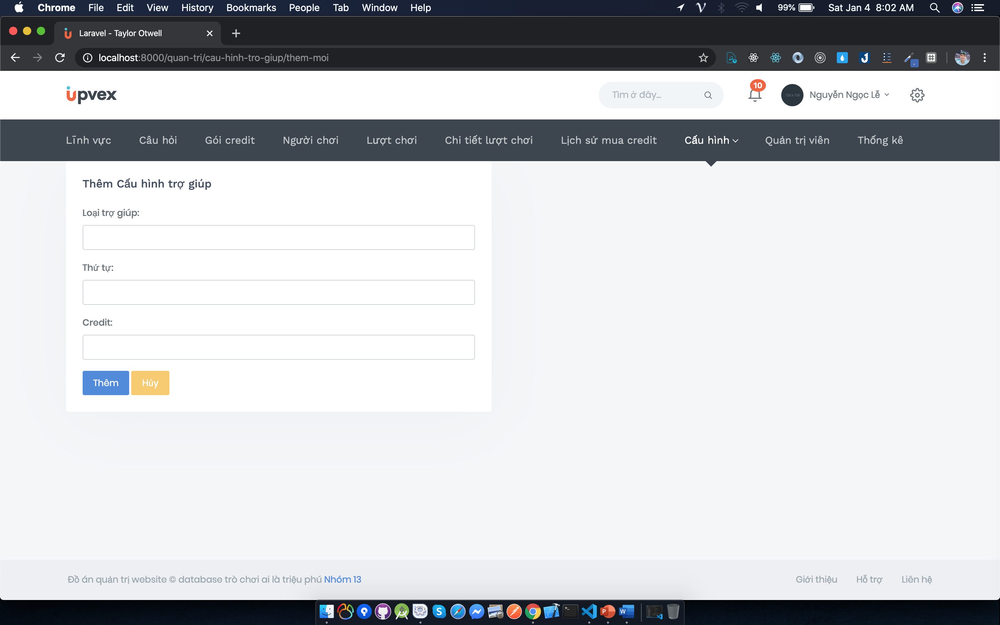 Chrome File Edit View History Bookmarks People Tab Window Help 99% Sat Jan 4 8:02 AM
Laravel - Taylor Otwell
localhost:8000/quan-tri/cau-hinh-tro-giup/them-moi
upvex Tìm ở đây... 10 150 x 150 Nguyễn Ngọc Lễ
Lĩnh vực Câu hỏi Gói credit Người chơi Lượt chơi Chi tiết lượt chơi Lịch sử mua credit Cấu hình Quản trị viên Thống kê
Thêm Cấu hình trợ giúp
Loại trợ giúp:
Thứ tự:
Credit:
Thêm Hủy
Đồ án quản trị website © database trò chơi ai là triệu phú Nhóm 13 Giới thiệu Hỗ trợ Liên hệ